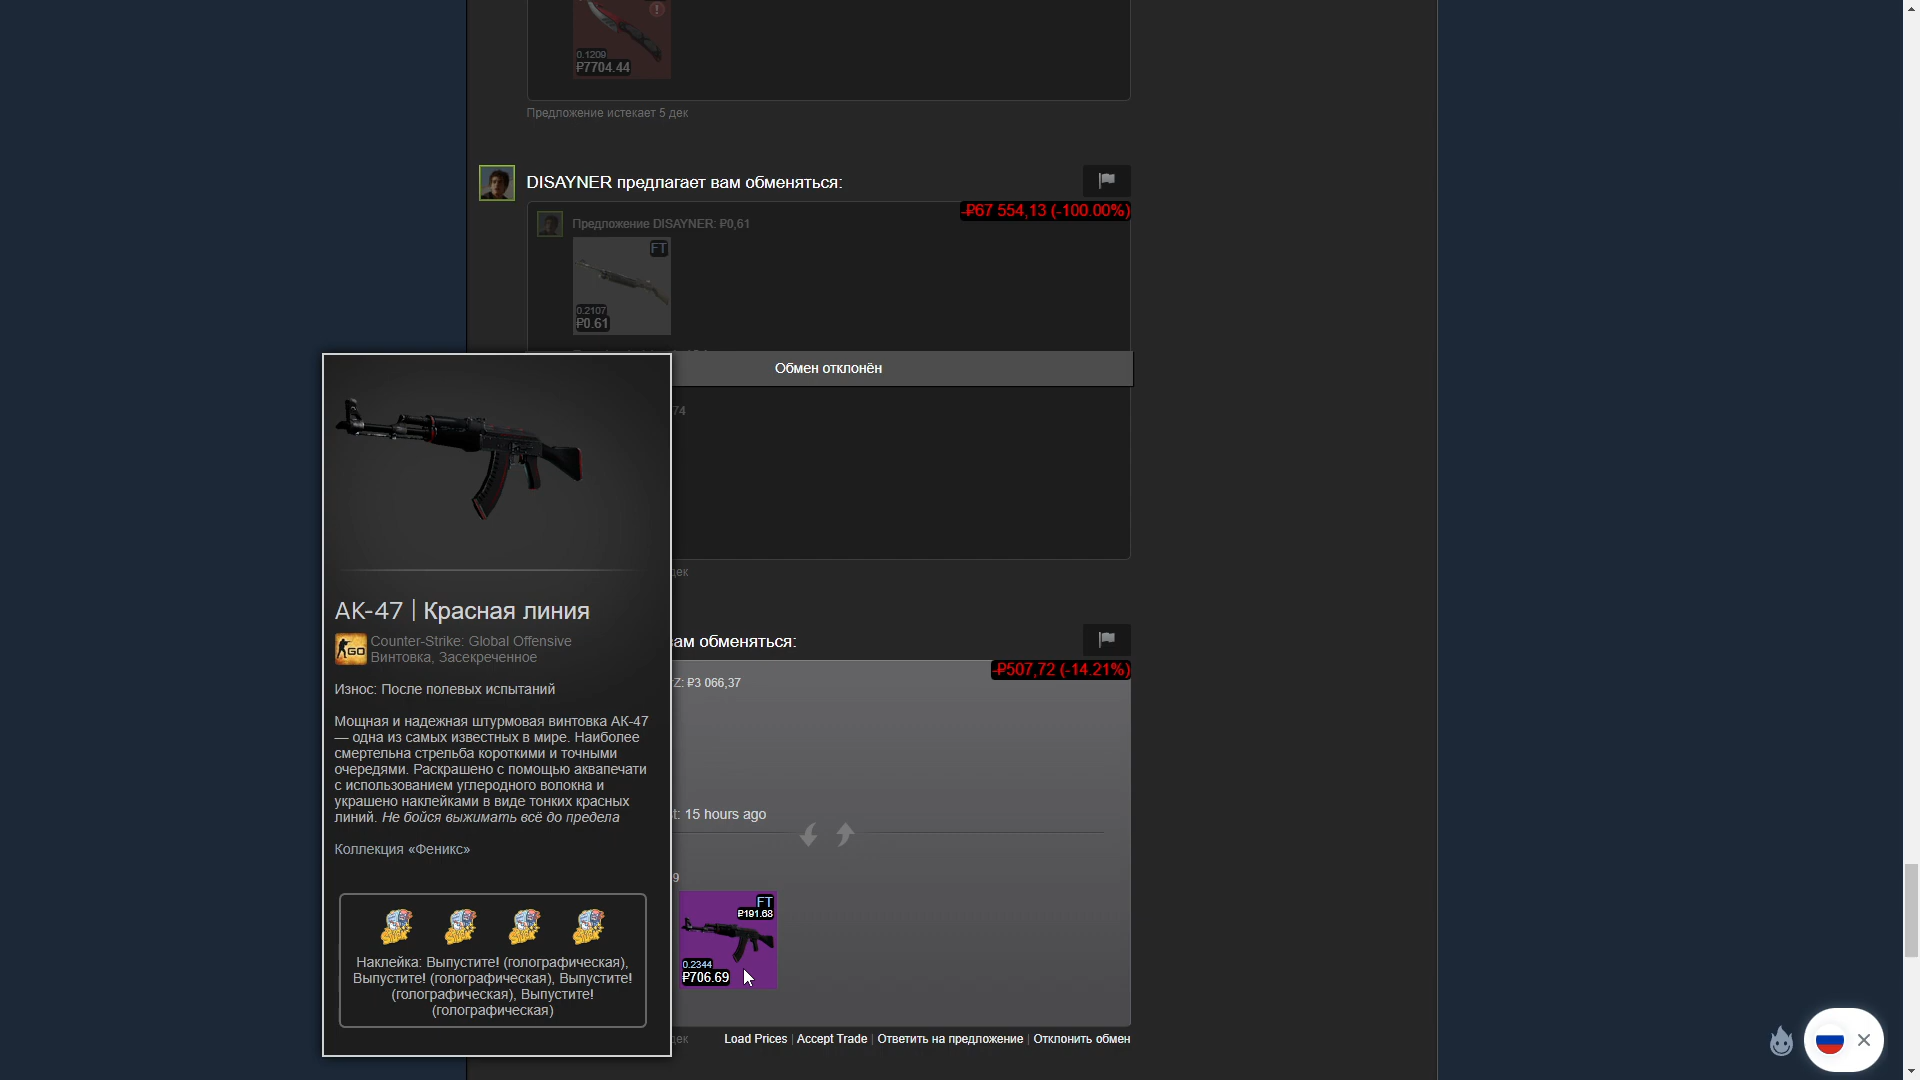 0.1209
₽7704.44
Предложение истекает 5 дек
DISAYNER предлагает вам обменяться:
-₽67 554,13 (-100.00%)
Предложение DISAYNER: ₽0,61
FT
0.2107
₽0.61
Обмен отклонён
74
дек
AK-47 | Красная линия
Counter-Strike: Global Offensive
Винтовка, Засекреченное
Износ: После полевых испытаний
Мощная и надежная штурмовая винтовка АК-47
— одна из самых известных в мире. Наиболее
смертельна стрельба короткими и точными
очередями. Раскрашено с помощью аквапечати
с использованием углеродного волокна и
украшено наклейками в виде тонких красных
линий. Не бойся выжимать всё до предела
Коллекция «Феникс»
Наклейка: Выпустите! (голографическая),
Выпустите! (голографическая), Выпустите!
(голографическая), Выпустите!
(голографическая)
вам обменяться:
-₽507,72 (-14.21%)
Z: ₽3 066,37
t: 15 hours ago
9
FT
₽191.68
0.2344
₽706.69
дек
Load Prices | Accept Trade | Ответить на предложение | Отклонить обмен